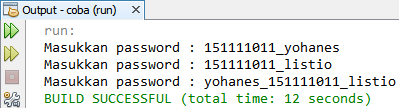 Output - coba (run)
run:
Masukkan password : 151111011_yohanes
Masukkan password : 151111011_listio
Masukkan password : yohanes_151111011_listio
BUILD SUCCESSFUL (total time: 12 seconds)